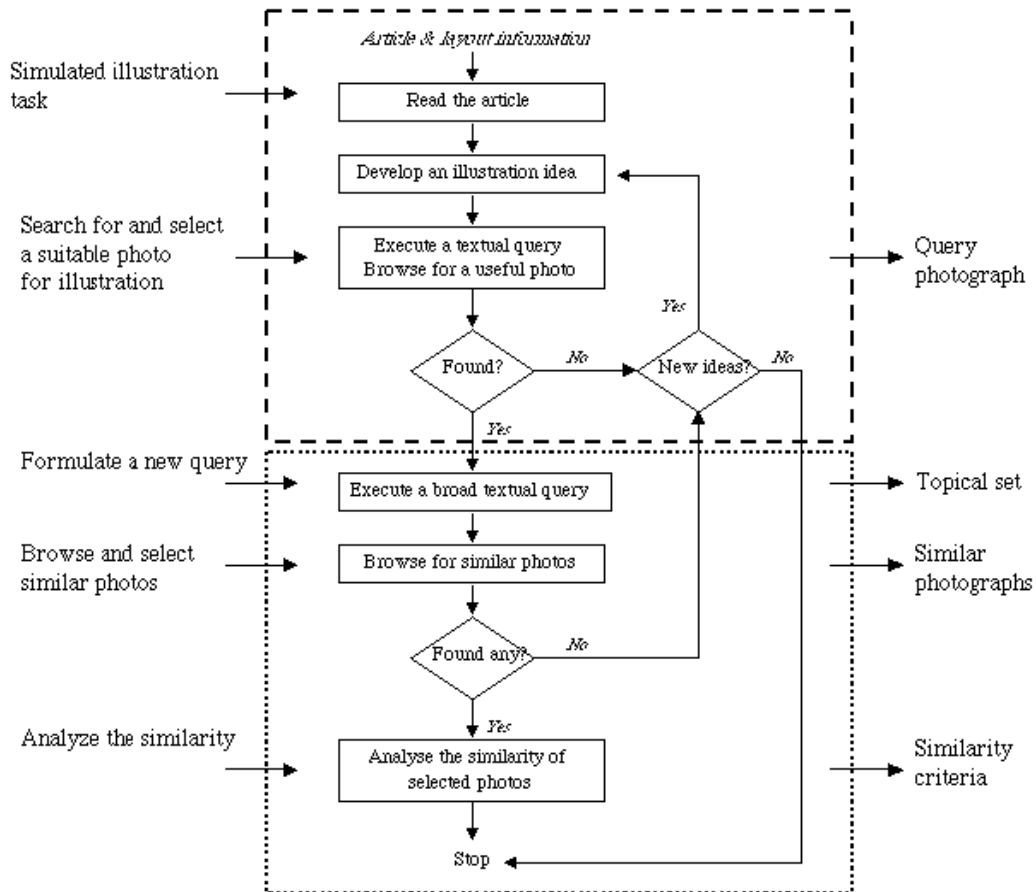 Article & layout information
Simulated illustration
task
Read the article
Develop an illustration idea
Search for and select
a suitable photo
for illustration
Execute a textual query
Browse for a useful photo
Query
photograph
Yes
Found?
No
New ideas?
No
Yes
Formulate a new query
Execute a broad textual query
Topical set
Browse and select
similar photos
Browse for similar photos
Similar
photographs
Found any?
No
Yes
Analyze the similarity
Analyse the similarity of
selected photos
Similarity
criteria
Stop